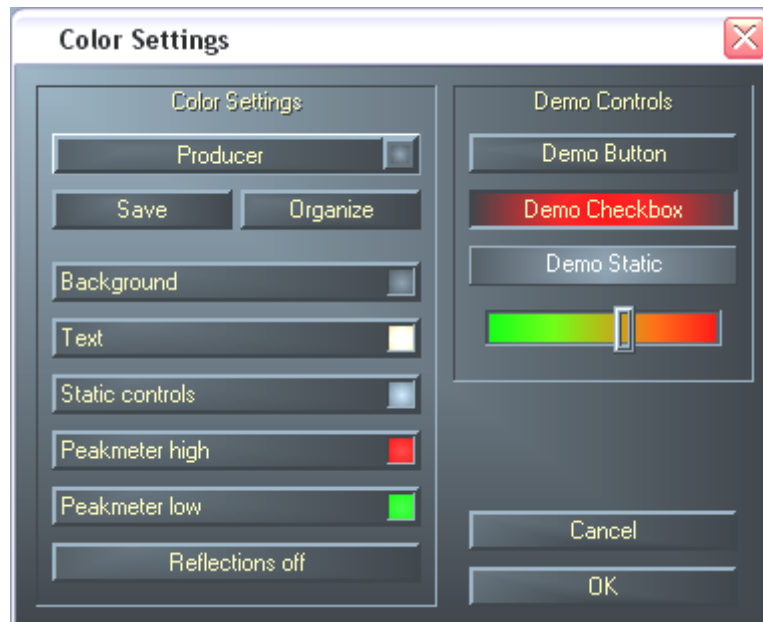 Color Settings
Color Settings
Producer
Save
Organize
Background
Text
Static controls
Peakmeter high
Peakmeter low
Reflections off
Demo Controls
Demo Button
Demo Checkbox
Demo Static
Cancel
OK